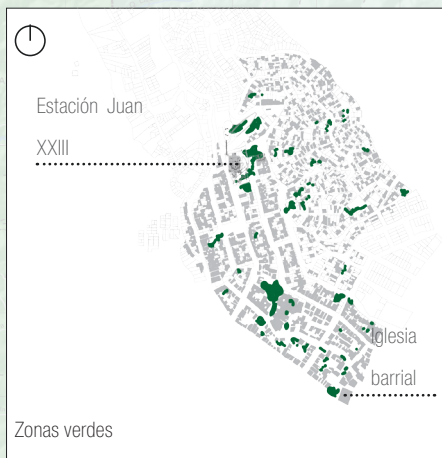 Estación Juan
XXIII
Iglesia
barrial
Zonas verdes